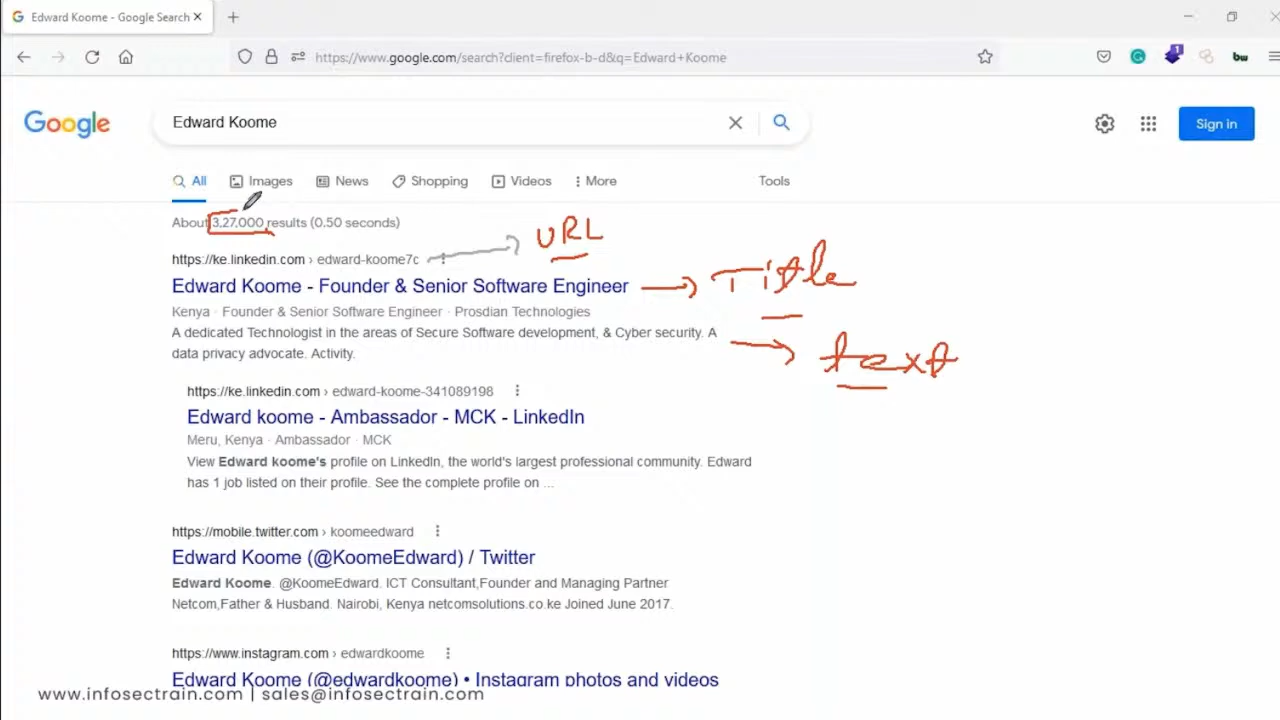 Edward Koome - Google Search
https://www.google.com/search?client=firefox-b-d&q=Edward+Koome
1
bw
Google
Edward Koome
Sign in
All Images News Shopping Videos More Tools
About 3,27,000 results (0.50 seconds)
URL
https://ke.linkedin.com › edward-koome7c
Edward Koome - Founder & Senior Software Engineer
Title
Kenya · Founder & Senior Software Engineer · Prosdian Technologies
A dedicated Technologist in the areas of Secure Software development, & Cyber security. A
data privacy advocate. Activity.
text
https://ke.linkedin.com › edward-koome-341089198
Edward koome - Ambassador - MCK - LinkedIn
Meru, Kenya · Ambassador · MCK
View Edward koome's profile on LinkedIn, the world's largest professional community. Edward
has 1 job listed on their profile. See the complete profile on ...
https://mobile.twitter.com › koomeedward
Edward Koome (@KoomeEdward) / Twitter
Edward Koome. @KoomeEdward. ICT Consultant,Founder and Managing Partner
Netcom,Father & Husband. Nairobi, Kenya netcomsolutions.co.ke Joined June 2017.
https://www.instagram.com › edwardkoome
Edward Koome (@edwardkoome) • Instagram photos and videos
www.infosectrain.com | sales@infosectrain.com